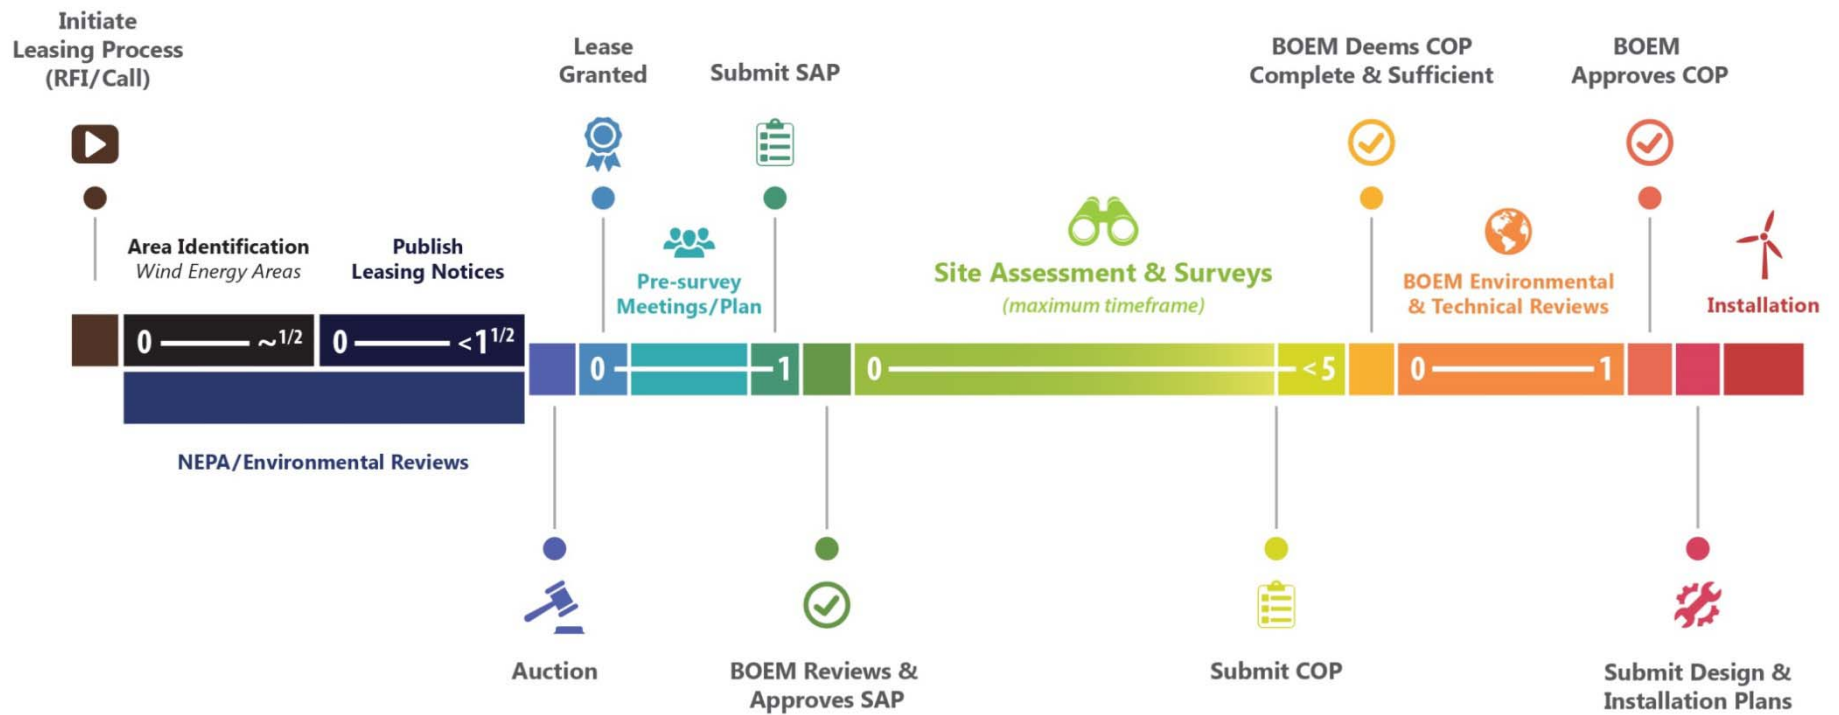 Initiate
Leasing Process
(RFI/Call)
Lease
Granted
Submit SAP
BOEM Deems COP
Complete & Sufficient
BOEM
Approves COP
Area Identification
Wind Energy Areas
Publish
Leasing Notices
Pre-survey
Meetings/Plan
Site Assessment & Surveys
(maximum timeframe)
BOEM Environmental
& Technical Reviews
Installation
0 ~1/2
0 <1 1/2
0 1
0 <5
0 1
NEPA/Environmental Reviews
Auction
BOEM Reviews &
Approves SAP
Submit COP
Submit Design &
Installation Plans